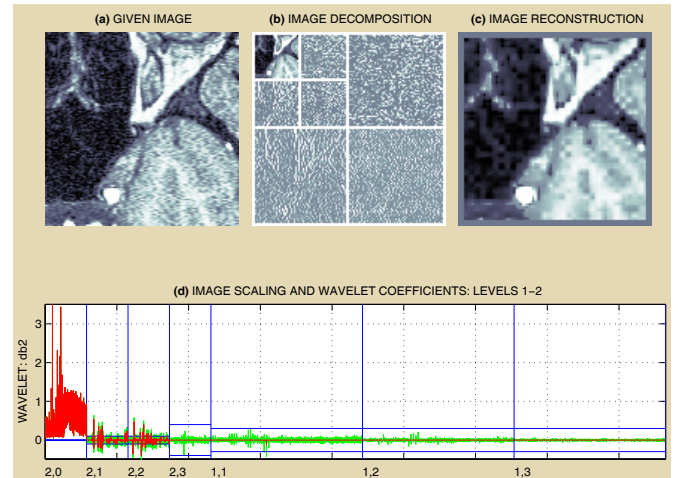 (a) GIVEN IMAGE
(b) IMAGE DECOMPOSITION
(c) IMAGE RECONSTRUCTION
(d) IMAGE SCALING AND WAVELET COEFFICIENTS: LEVELS 1−2
WAVELET: db2
3
2
1
0
2,0 2,1 2,2 2,3 1,1 1,2 1,3